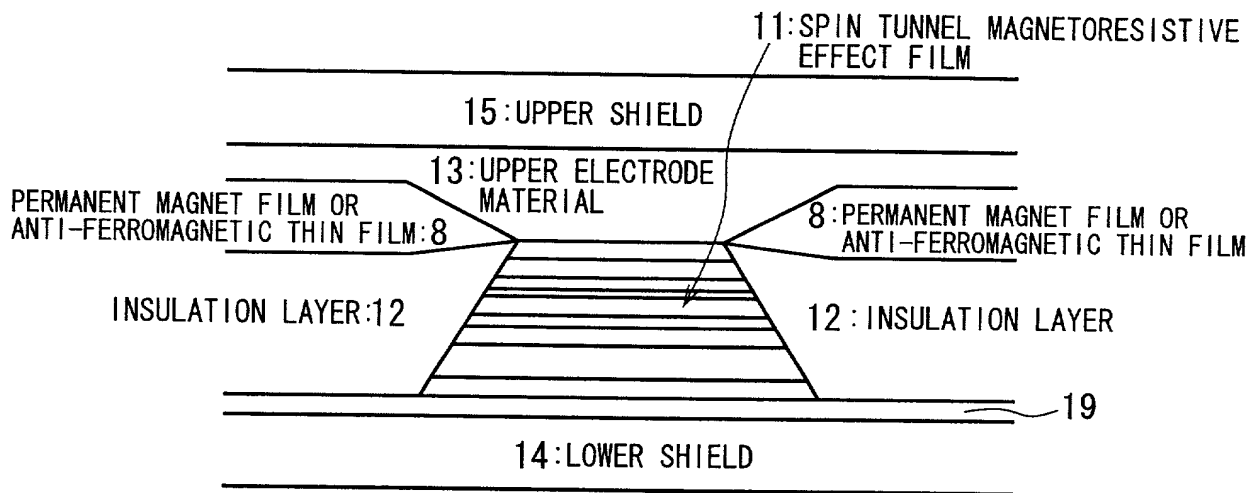 11:SPIN TUNNEL MAGNETORESISTIVE
EFFECT FILM
15:UPPER SHIELD
13:UPPER ELECTRODE
MATERIAL
PERMANENT MAGNET FILM OR
ANTI-FERROMAGNETIC THIN FILM:8
8:PERMANENT MAGNET FILM OR
ANTI-FERROMAGNETIC THIN FILM
INSULATION LAYER:12
12:INSULATION LAYER
19
14:LOWER SHIELD